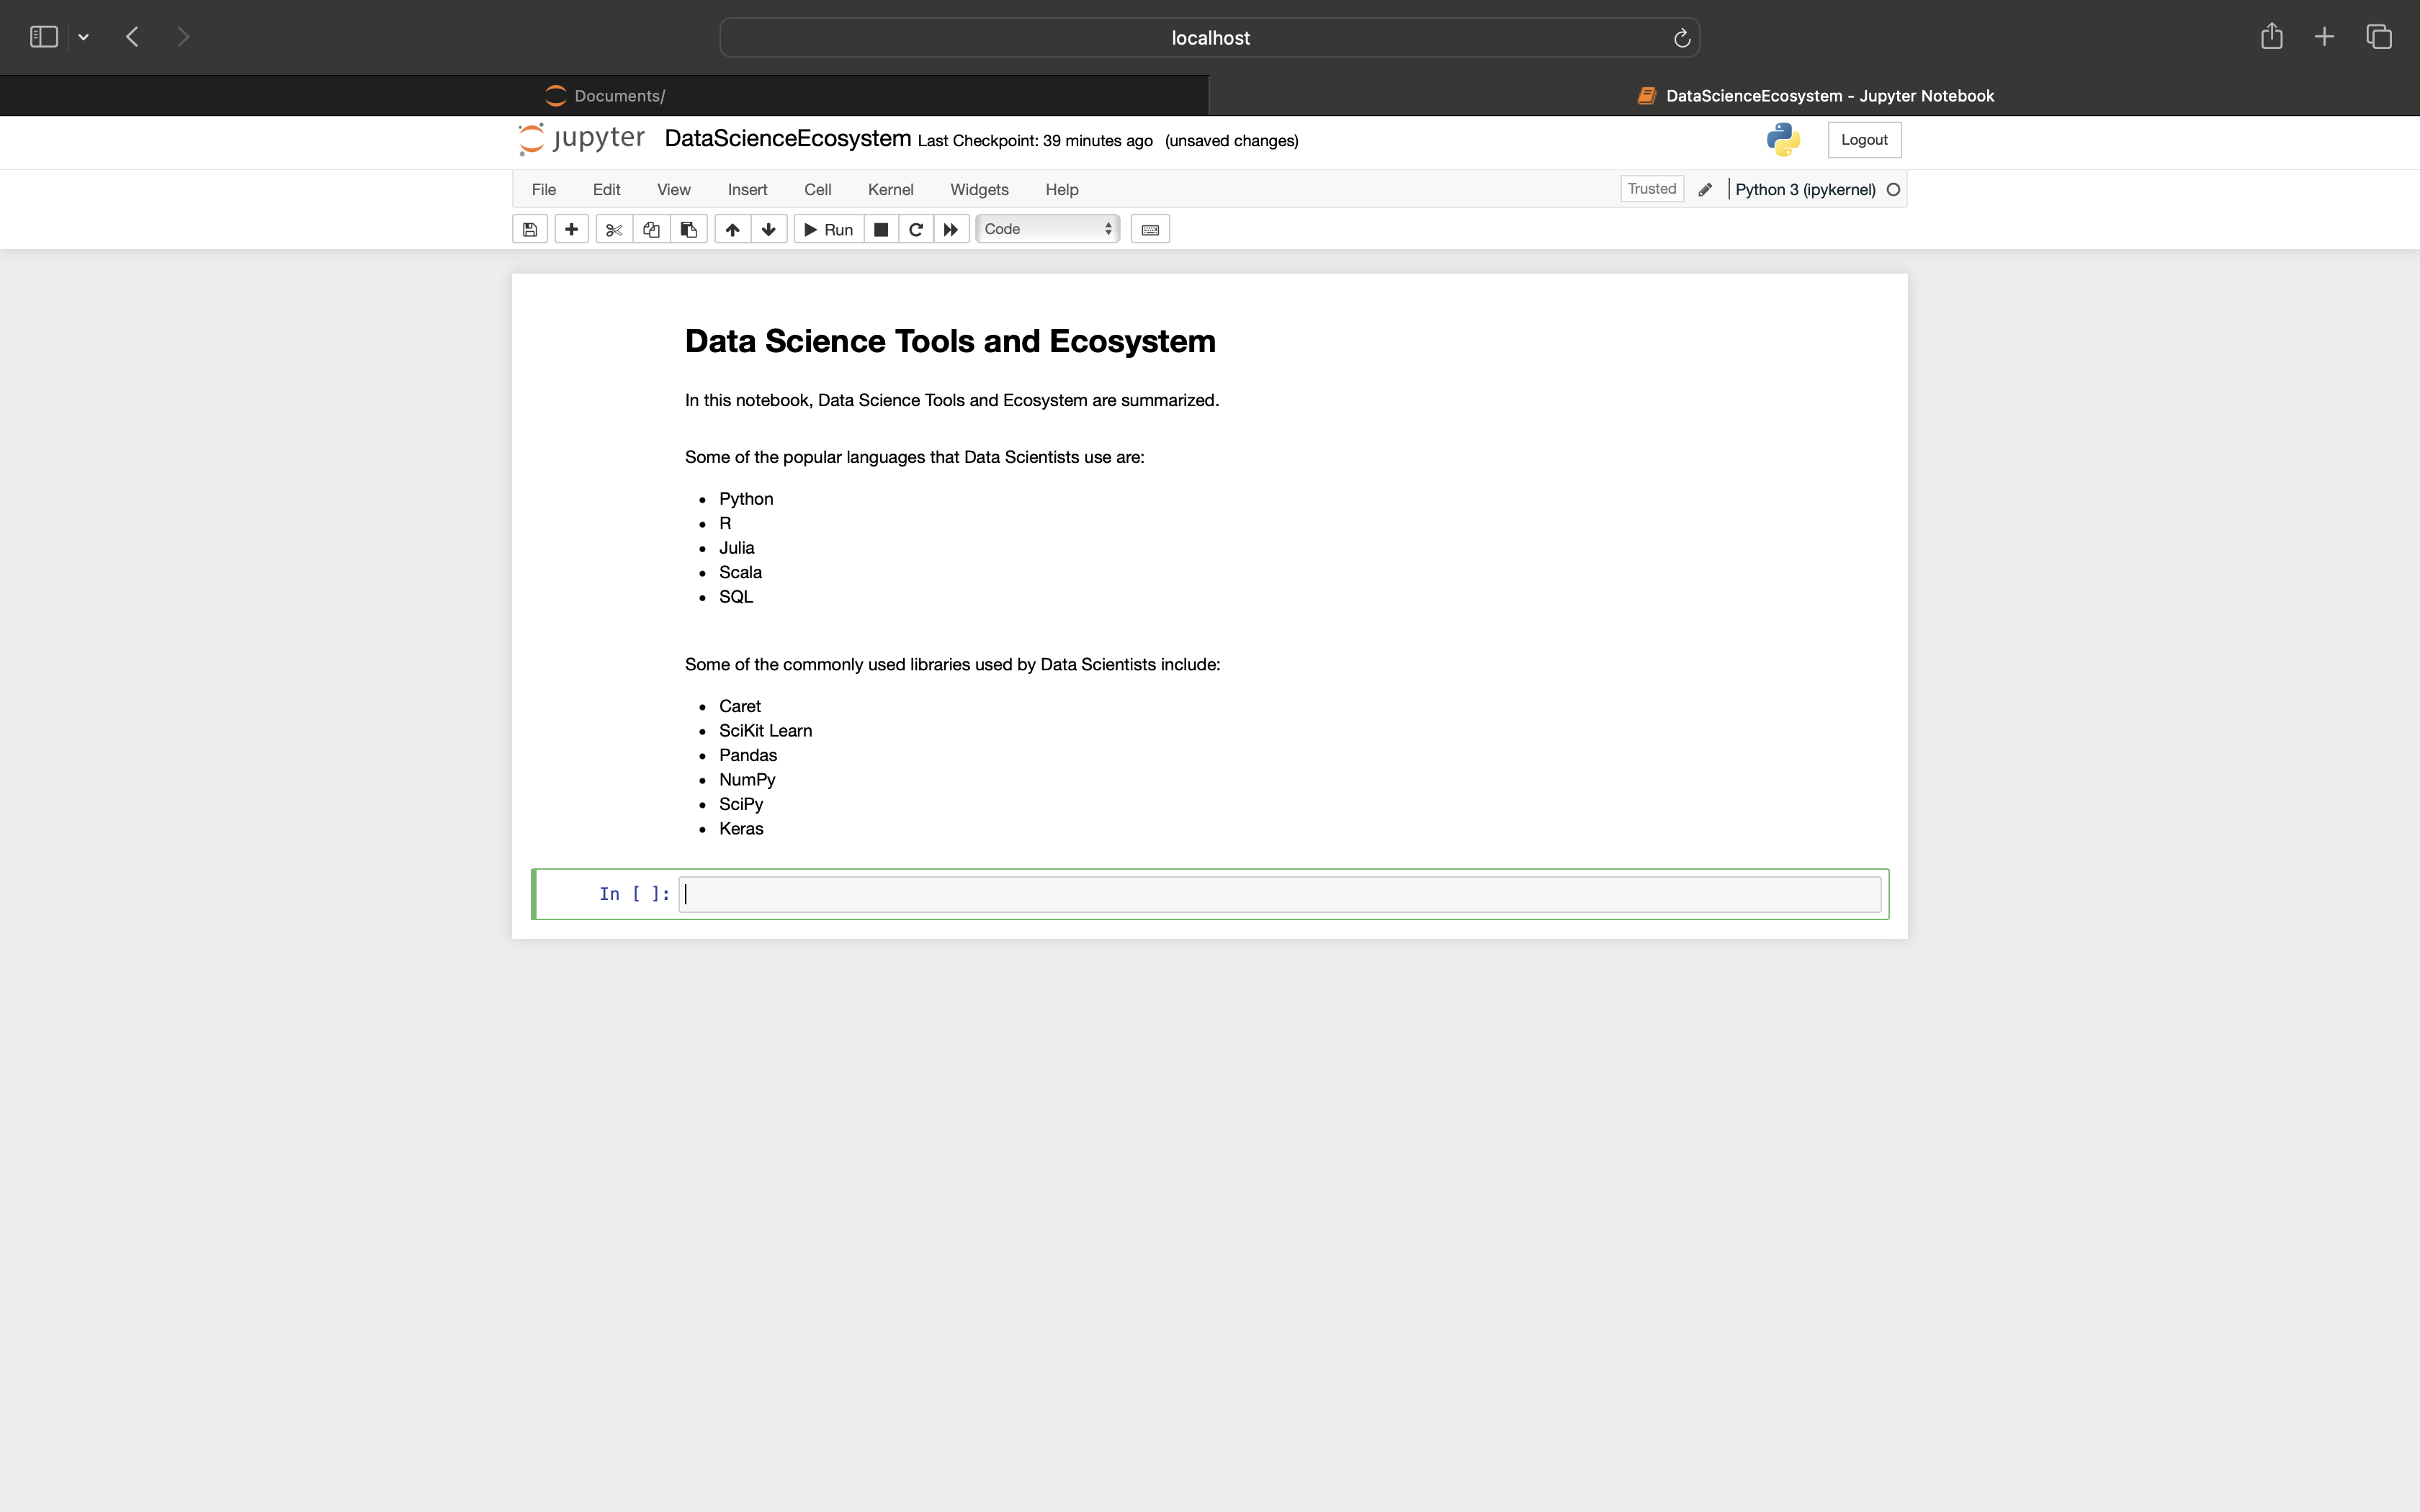 localhost
Documents/
DataScienceEcosystem - Jupyter Notebook
jupyter DataScienceEcosystem Last Checkpoint: 39 minutes ago (unsaved changes)
Logout
File Edit View Insert Cell Kernel Widgets Help
Trusted
Python 3 (ipykernel)
Run
Code
Data Science Tools and Ecosystem
In this notebook, Data Science Tools and Ecosystem are summarized.
Some of the popular languages that Data Scientists use are:
• Python
• R
• Julia
• Scala
• SQL
Some of the commonly used libraries used by Data Scientists include:
• Caret
• SciKit Learn
• Pandas
• NumPy
• SciPy
• Keras
In [ ]: